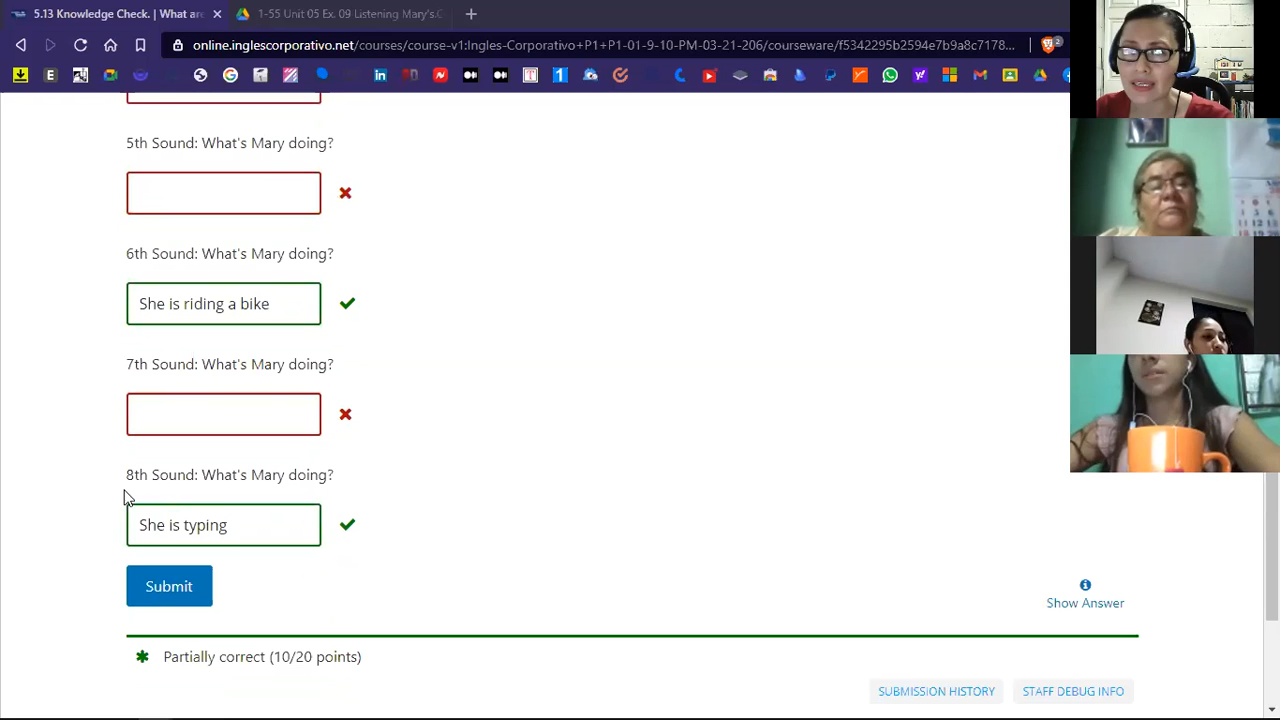 5.13 Knowledge Check. | What are
1-55 Unit 05 Ex. 09 Listening Mary's.C
online.inglescorporativo.net/courses/course-v1:Ingles-Corporativo+P1+P1-01-9-10-PM-03-21-206/courseware/f5342295b2594e7b9a8c7178...
5th Sound: What's Mary doing?
6th Sound: What's Mary doing?
She is riding a bike
7th Sound: What's Mary doing?
8th Sound: What's Mary doing?
She is typing
Submit
Show Answer
Partially correct (10/20 points)
SUBMISSION HISTORY
STAFF DEBUG INFO